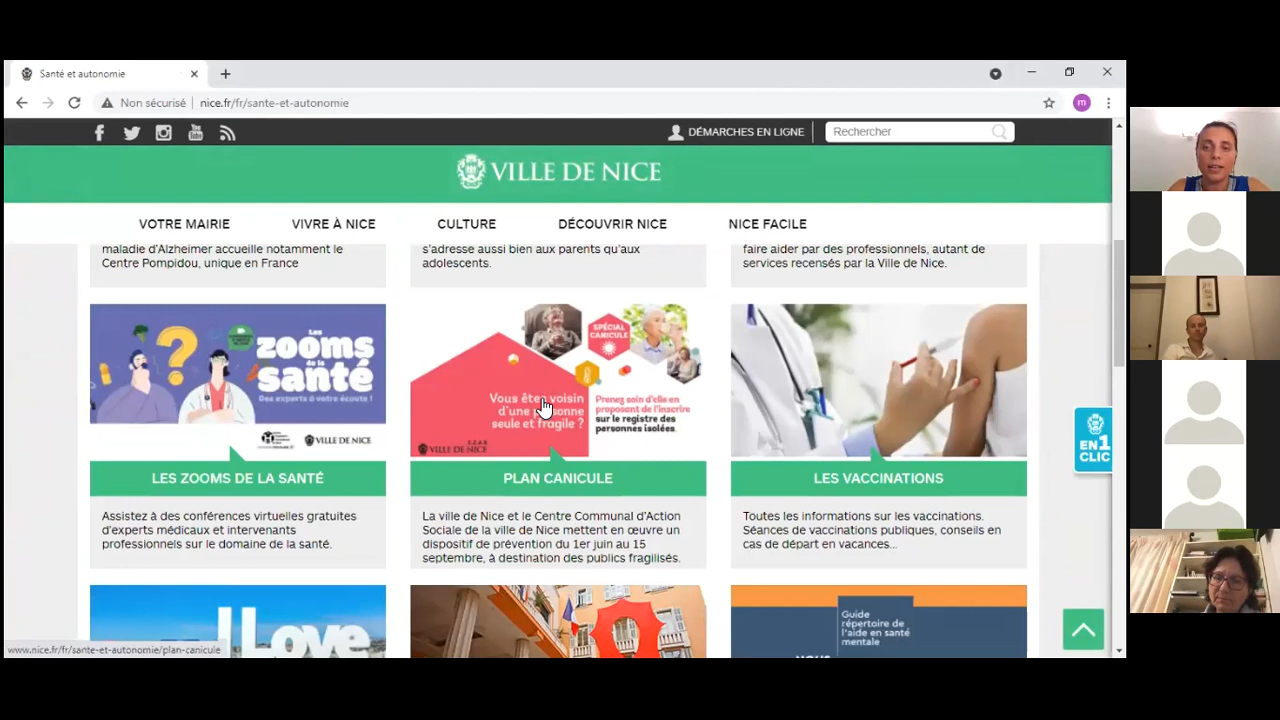 Santé et autonomie
Non sécurisé
nice.fr/fr/sante-et-autonomie
m
You Tube
DÉMARCHES EN LIGNE
Rechercher
VILLE DE NICE
VOTRE MAIRIE
VIVRE À NICE
CULTURE
DÉCOUVRIR NICE
NICE FACILE
maladie d'Alzheimer accueille notamment le
Centre Pompidou, unique en France
s'adresse aussi bien aux parents qu'aux
adolescents.
faire aider par des professionnels, autant de
services recensés par la Ville de Nice.
Les
zooms
de la
santé
Des experts à votre écoute !
VILLE DE NICE
SPÉCIAL
CANICULE
Vous êtes voisin
d'une personne
seule et fragile ?
Prenez soin d'elle en
proposant de l'inscrire
sur le registre des
personnes isolées.
C.C.A.S
VILLE DE NICE
EN 1
CLIC
LES ZOOMS DE LA SANTÉ
PLAN CANICULE
LES VACCINATIONS
Assistez à des conférences virtuelles gratuites
d'experts médicaux et intervenants
professionnels sur le domaine de la santé.
La ville de Nice et le Centre Communal d'Action
Sociale de la ville de Nice mettent en œuvre un
dispositif de prévention du 1er juin au 15
septembre, à destination des publics fragilisés.
Toutes les informations sur les vaccinations.
Séances de vaccinations publiques, conseils en
cas de départ en vacances...
Love
Guide
répertoire de
l'aide en santé
mentale
NOUS
www.nice.fr/fr/sante-et-autonomie/plan-canicule